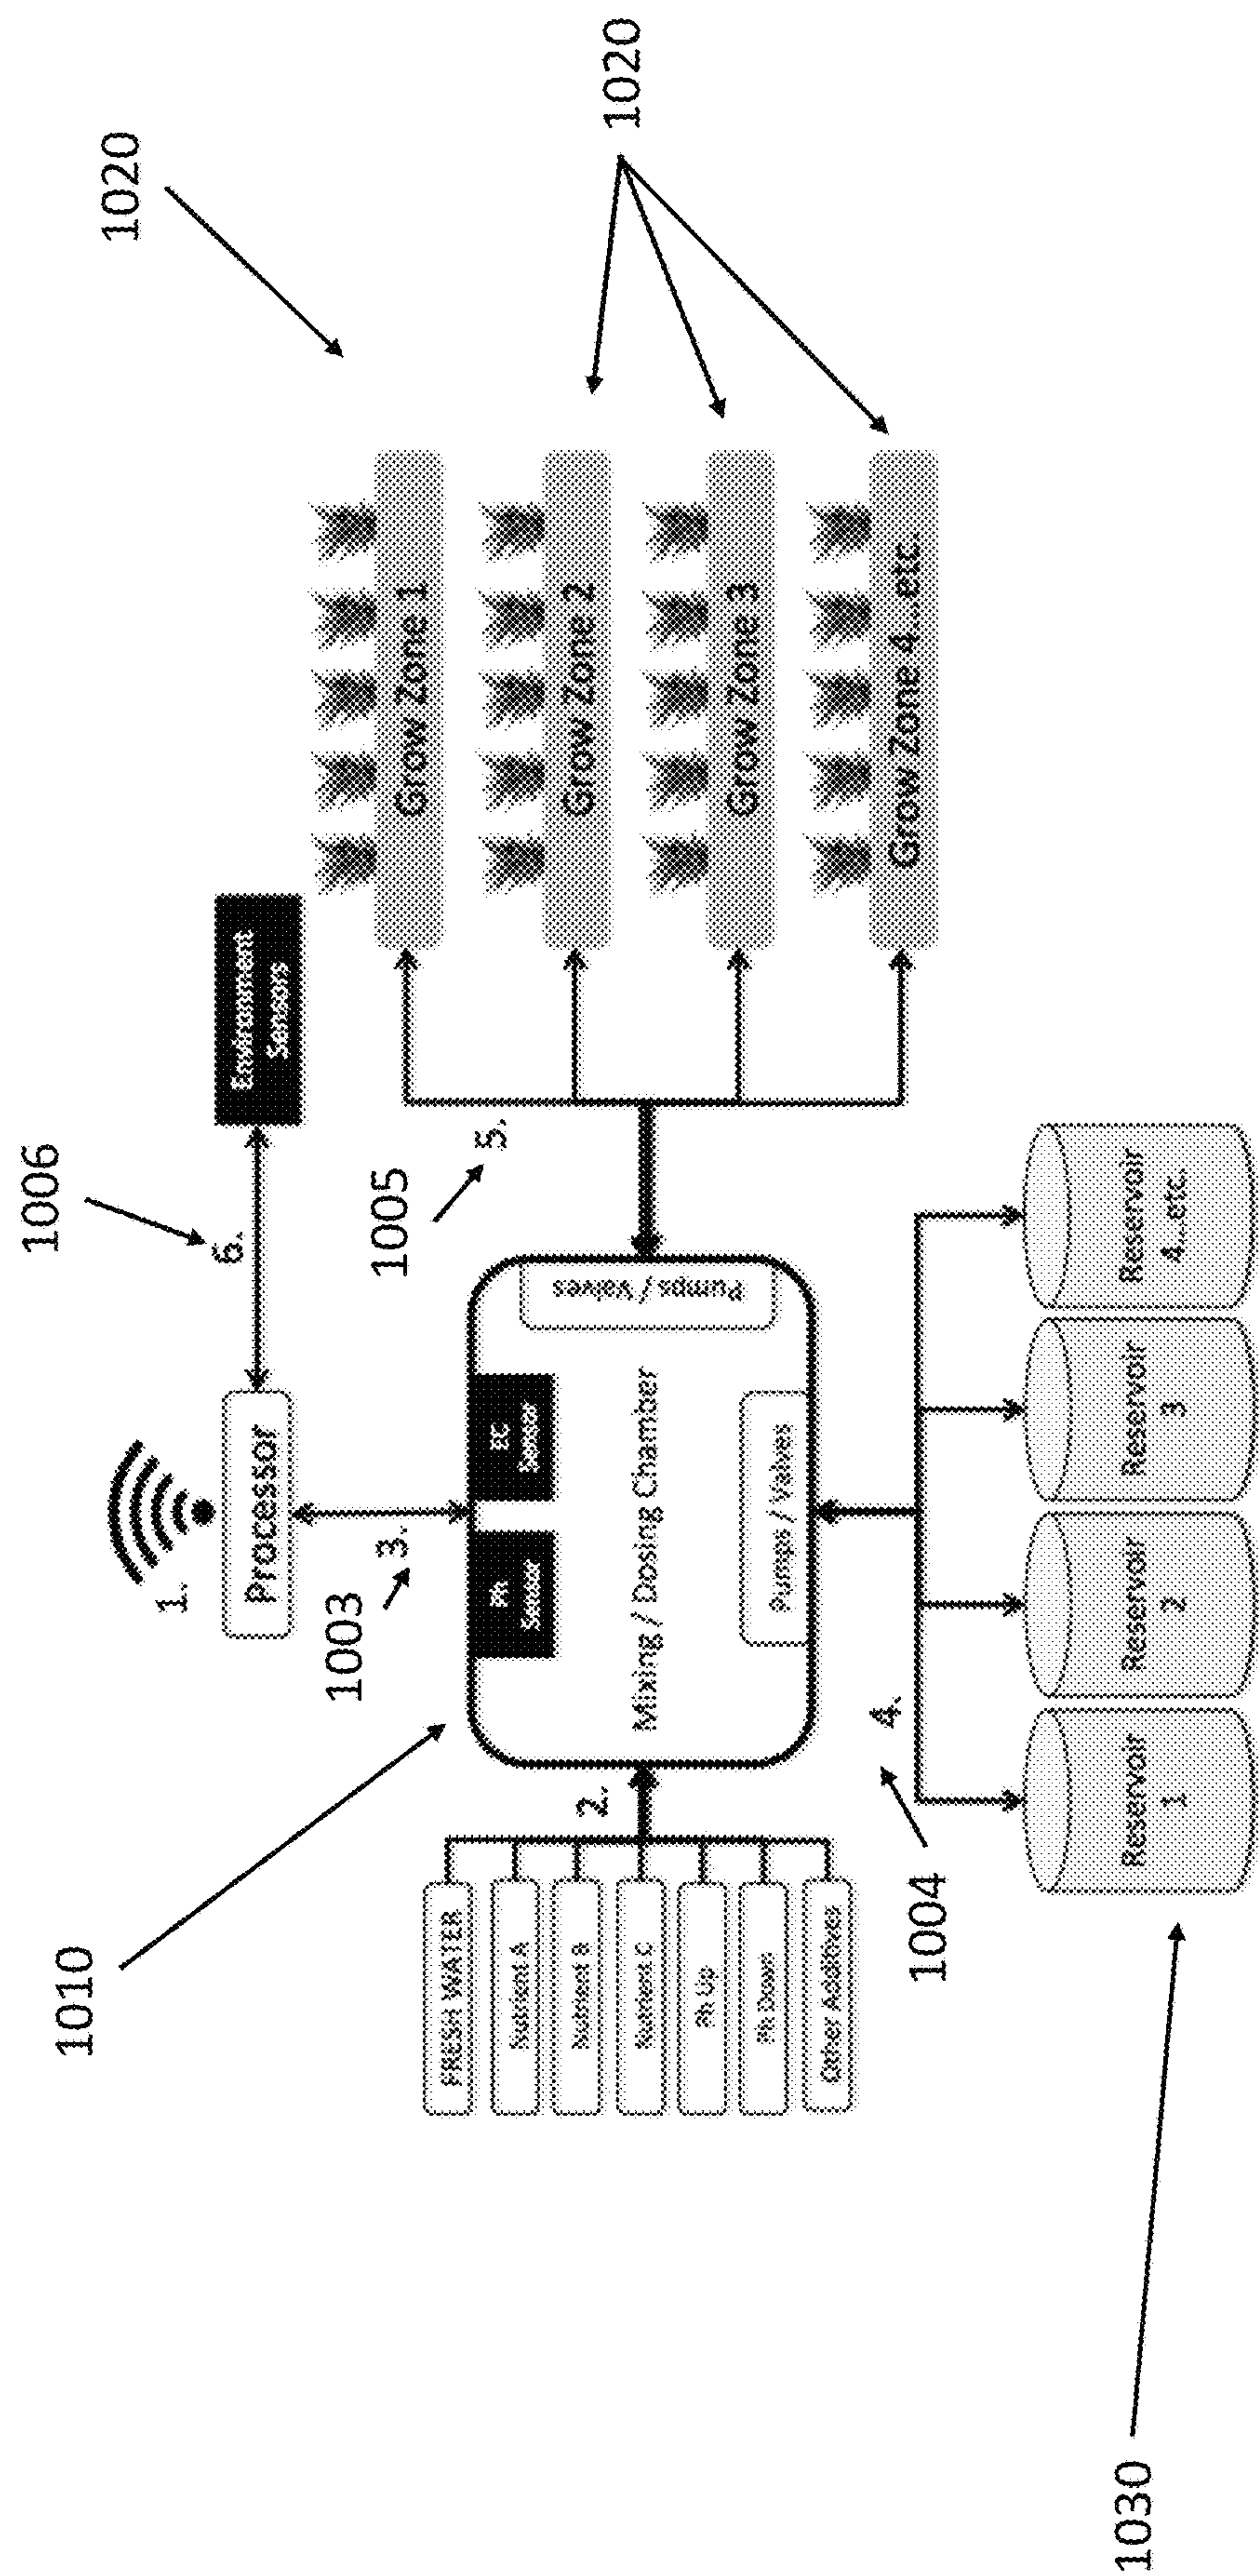 1006
1020
1020
1010
1.
Processor
6.
Environment
Sensors
1003
3.
1005
5.
Ph
Sensor
EC
Sensor
Mixing / Dosing Chamber
Pumps / Valves
Pumps / Valves
2.
FRESH WATER
Nutrient A
Nutrient B
Nutrient C
Ph Up
Ph Down
Other Additives
Grow Zone 1
Grow Zone 2
Grow Zone 3
Grow Zone 4...etc.
1004
4.
Reservoir
1
Reservoir
2
Reservoir
3
Reservoir
4...etc.
1030